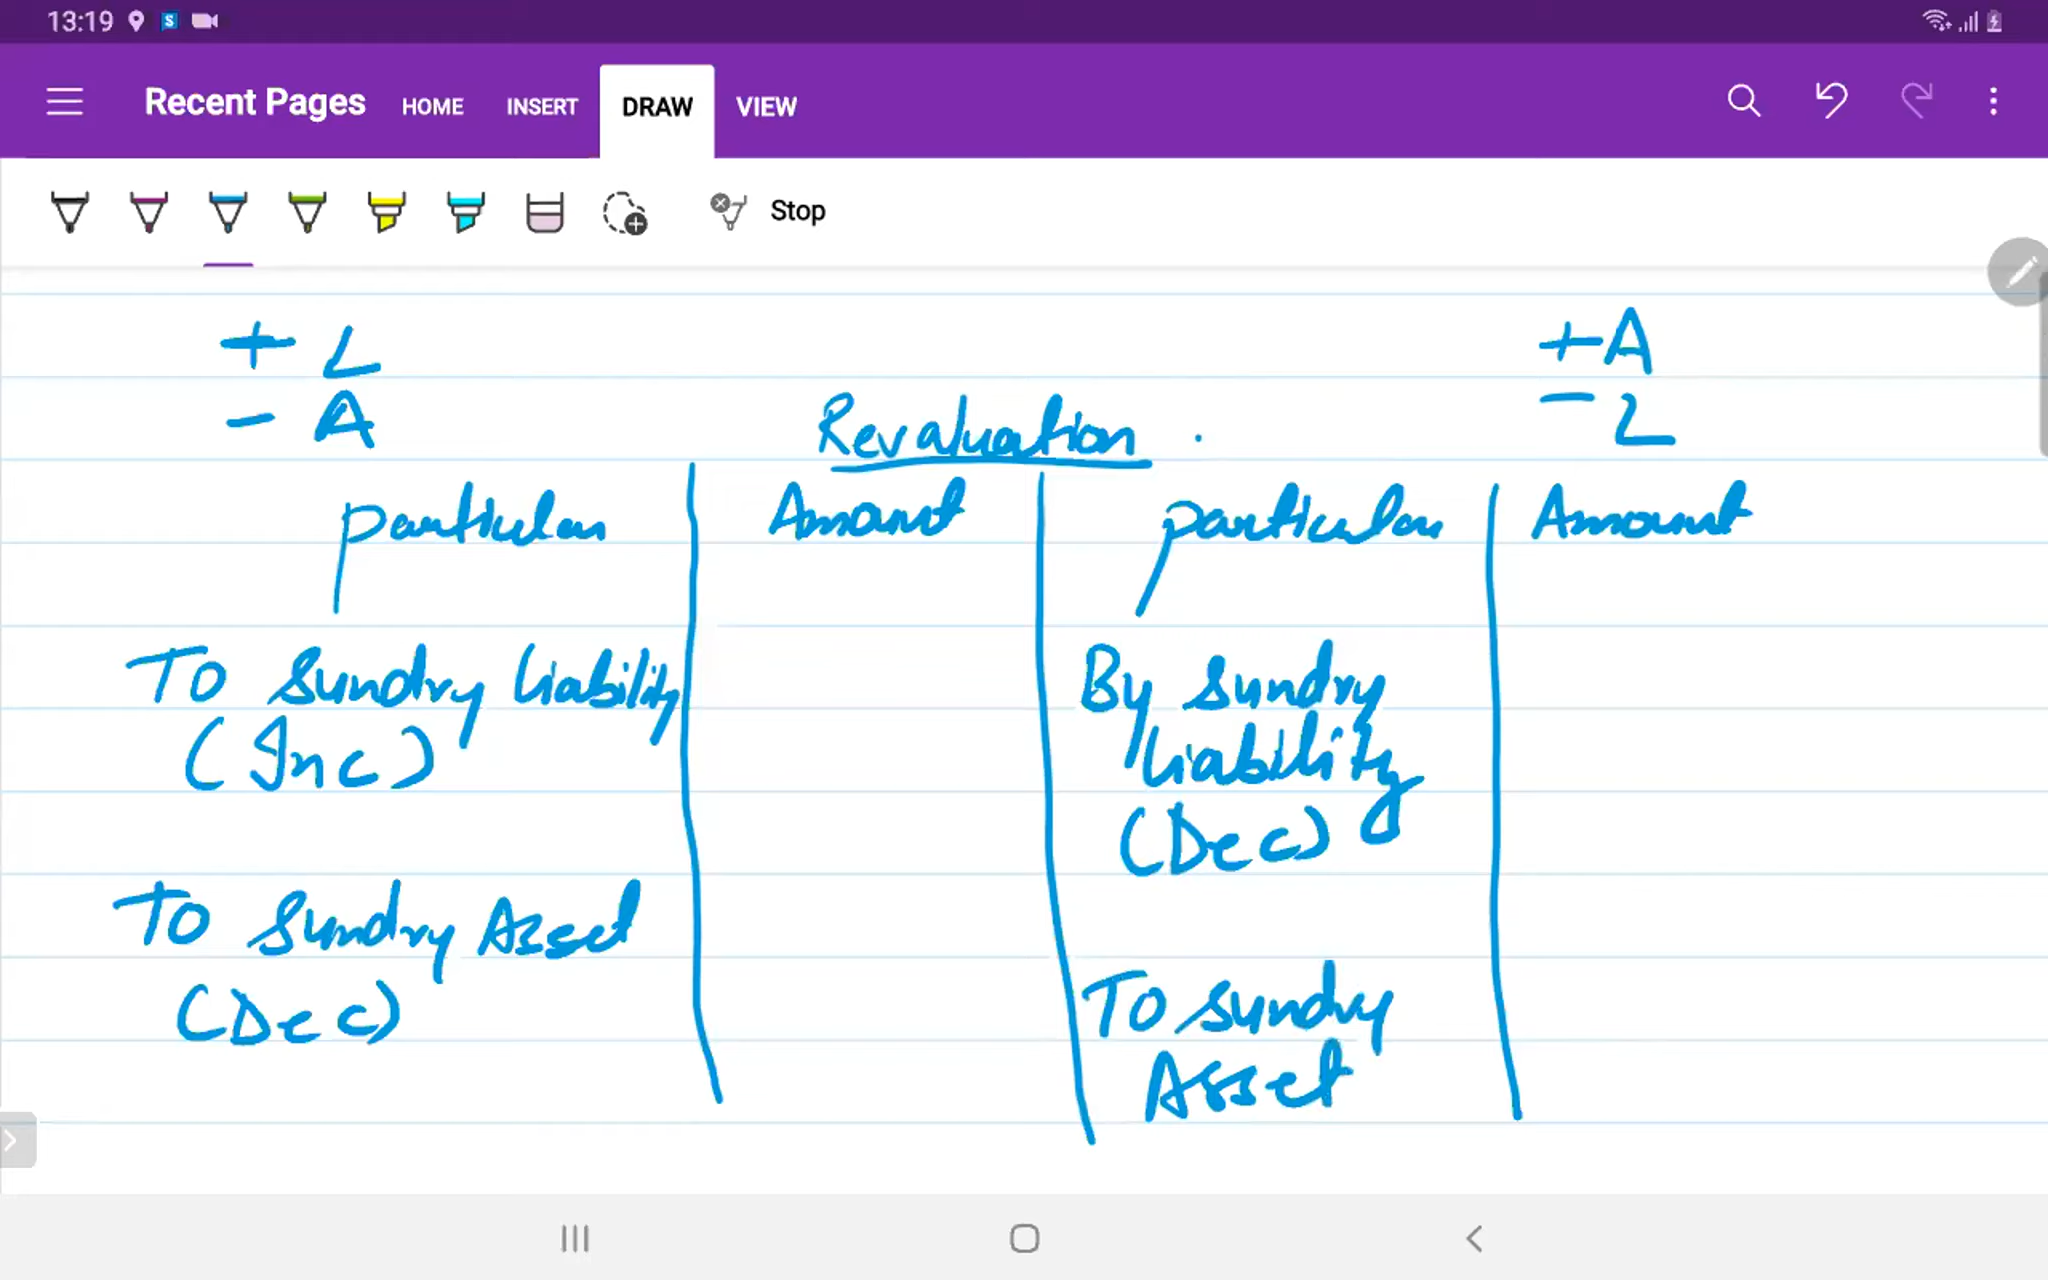 13:19
Recent Pages HOME INSERT DRAW VIEW
Stop
+ L
- A
+A
- L
Revaluation
Particular Amount Particular Amount
To Sundry Liability
(Inc)
To Sundry Asset
(Dec)
By Sundry
Liability
(Dec)
To Sundry
Asset